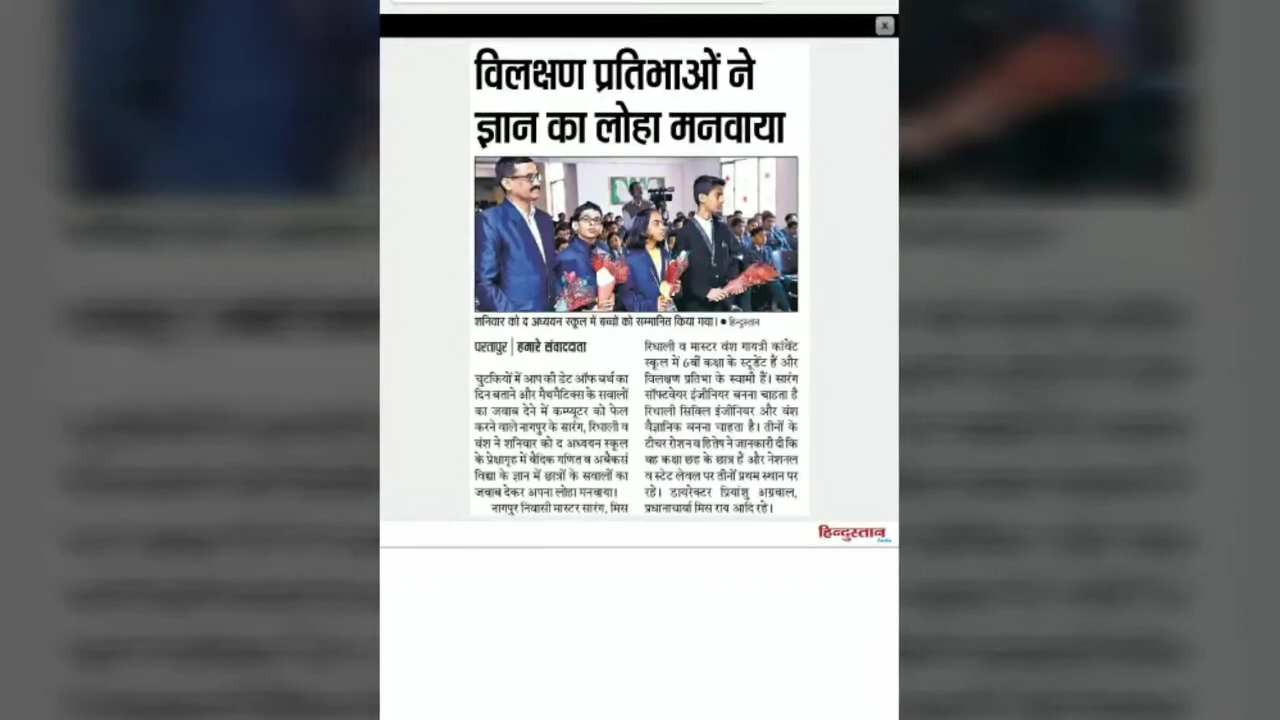 x
विलक्षण प्रतिभाओं ने
ज्ञान का लोहा मनवाया
शनिवार को द अध्ययन स्कूल में बच्चों को सम्मानित किया गया। ● हिन्दुस्तान
परतापुर | हमारे संवाददाता
चुटकियों में आपकी डेट ऑफ बर्थ का
दिन बताने और मैथमैटिक्स के सवालों
का जवाब देने में कम्प्यूटर को फेल
करने वाले नागपुर के सारंग, रिधाली व
वंश ने शनिवार को द अध्ययन स्कूल
के प्रेक्षागृह में वैदिक गणित व अबैकस
विद्या के ज्ञान में छात्रों के सवालों का
जवाब देकर अपना लोहा मनवाया।
नागपुर निवासी मास्टर सारंग, मिस
रिधाली व मास्टर वंश गायत्री कांवेंट
स्कूल में 6वीं कक्षा के स्टूडेंट हैं और
विलक्षण प्रतिभा के स्वामी हैं। सारंग
सॉफ्टवेयर इंजीनियर बनना चाहता है
रिधाली सिविल इंजीनियर और वंश
वैज्ञानिक बनना चाहता है। तीनों के
टीचर रोशन व हितेष ने जानकारी दी कि
वह कक्षा छह के छात्र हैं और नेशनल
व स्टेट लेवल पर तीनों प्रथम स्थान पर
रहे। डायरेक्टर प्रियांशु अग्रवाल,
प्रधानाचार्या मिस राय आदि रहे।
हिन्दुस्तान